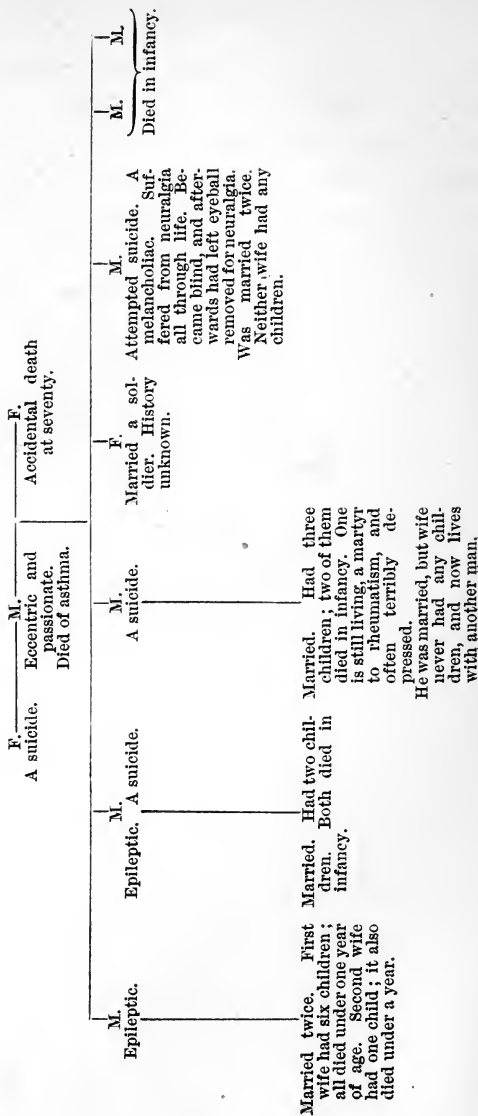 F.
A suicide.
M.
Eccentric and
passionate.
Died of asthma.
F.
Accidental death
at seventy.
M.
Epileptic.
Married twice. First
wife had six children;
all died under one year
of age. Second wife
had one child; it also
died under a year.
M.
Epileptic. A suicide.
Married. Had two chil-
dren. Both died in
infancy.
M.
A suicide.
Married. Had three
children; two of them
died in infancy. One
is still living, a martyr
to rheumatism, and
often terribly de-
pressed.
He was married, but wife
never had any chil-
dren, and now lives
with another man.
F.
Married a sol-
dier. History
unknown.
M.
Attempted suicide. A
melancholiac. Suf-
fered from neuralgia
all through life. Be-
came blind, and after-
wards had left eyeball
removed for neuralgia.
Was married twice.
Neither wife had any
children.
M. M.
Died in infancy.